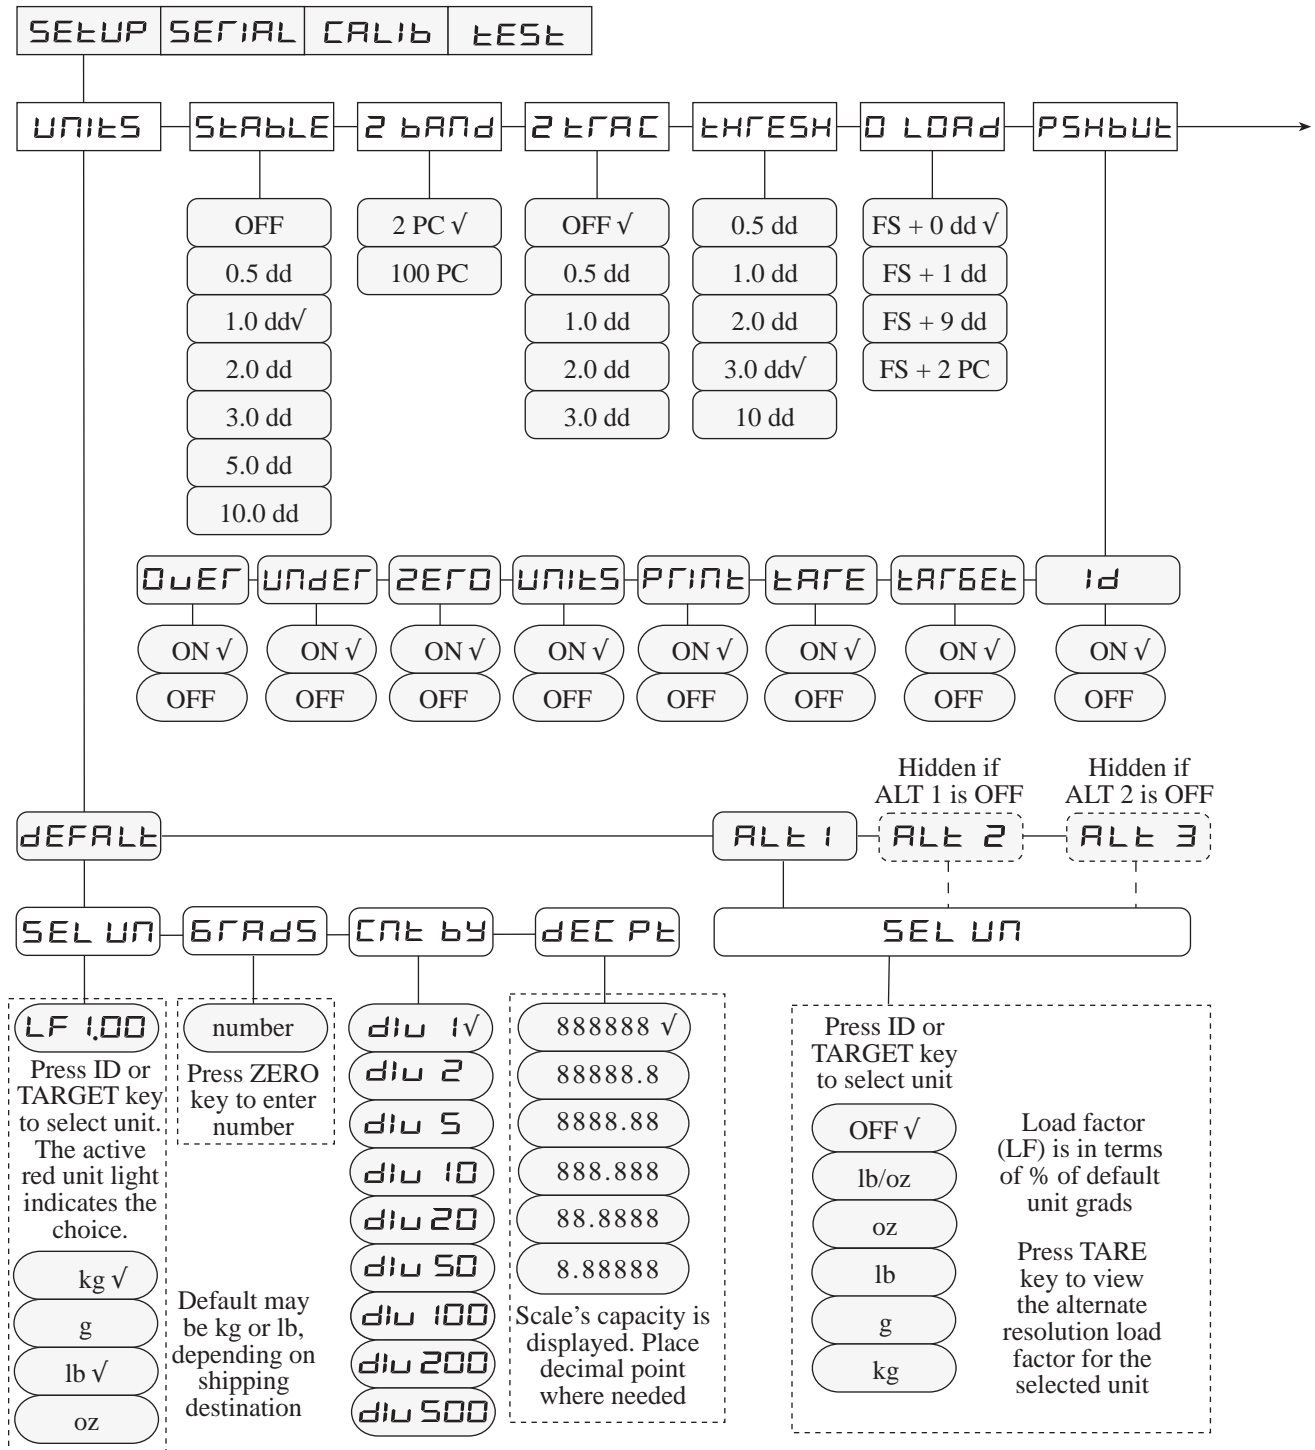 SEtUP SErIAL CALIb tESt
UnItS StAbLE 2 bAnd 2 trAC tHrESH O LOAd PSHbUt
OFF 2 PC √ OFF √ 0.5 dd FS + 0 dd √
0.5 dd 100 PC 0.5 dd 1.0 dd FS + 1 dd
1.0 dd√ 1.0 dd 2.0 dd FS + 9 dd
2.0 dd 2.0 dd 3.0 dd√ FS + 2 PC
3.0 dd 3.0 dd 10 dd
5.0 dd
10.0 dd
OuEr UndEr 2ErO UnItS PrInt tArE tArGEt Id
ON √ ON √ ON √ ON √ ON √ ON √ ON √ ON √
OFF OFF OFF OFF OFF OFF OFF OFF
Hidden if
ALT 1 is OFF
Hidden if
ALT 2 is OFF
dEFALt ALt 1 ALt 2 ALt 3
SEL Un GrAdS Cnt by dEC Pt SEL Un
LF 1.00
Press ID or
TARGET key
to select unit.
The active
red unit light
indicates the
choice.
kg √
g
lb √
oz
number
Press ZERO
key to enter
number
Default may
be kg or lb,
depending on
shipping
destination
dIu 1√
dIu 2
dIu 5
dIu 10
dIu 20
dIu 50
dIu 100
dIu 200
dIu 500
888888 √
88888.8
8888.88
888.888
88.8888
8.88888
Scale's capacity is
displayed. Place
decimal point
where needed
Press ID or
TARGET key
to select unit
OFF √
lb/oz
oz
lb
g
kg
Load factor
(LF) is in terms
of % of default
unit grads
Press TARE
key to view
the alternate
resolution load
factor for the
selected unit